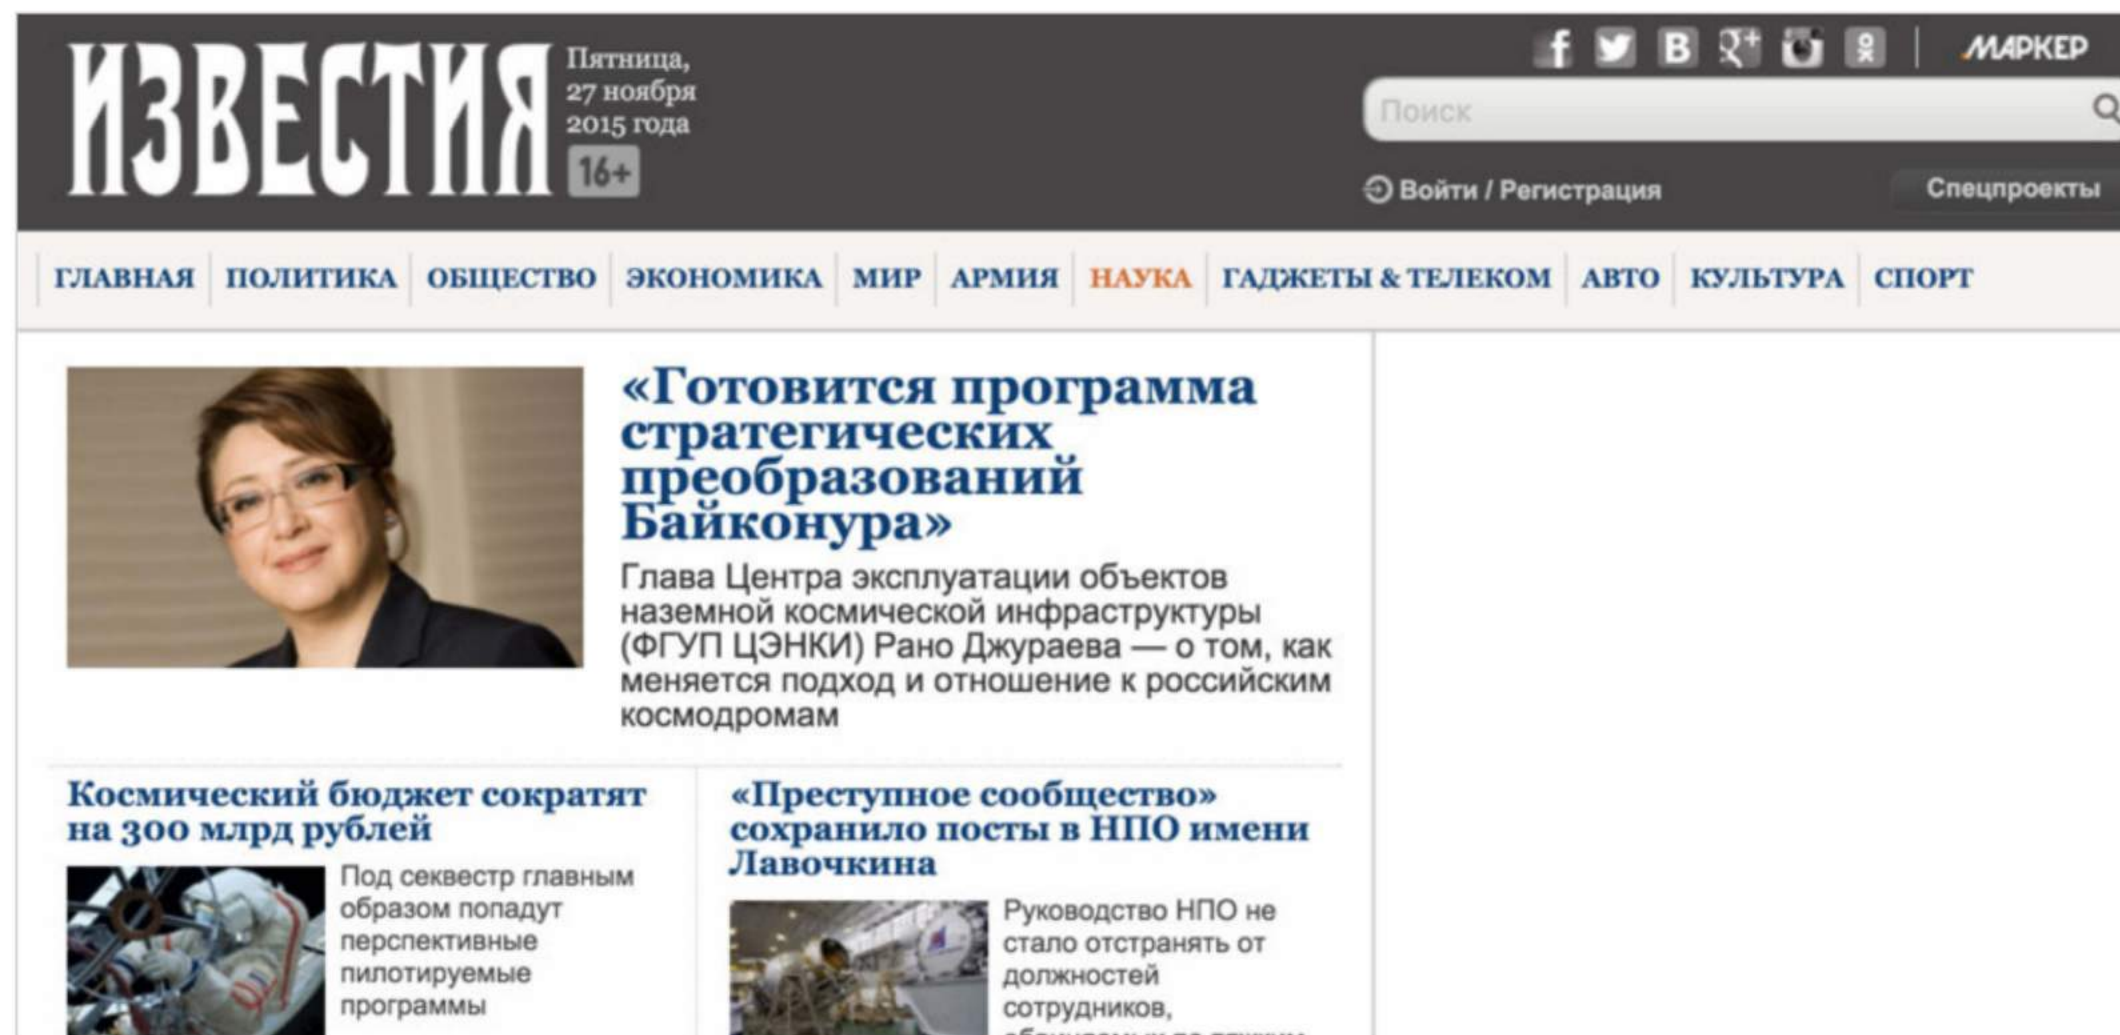 ИЗВЕСТИЯ
Пятница,
27 ноября
2015 года
16+
МАРКЕР
Поиск
Войти / Регистрация
Спецпроекты
ГЛАВНАЯ ПОЛИТИКА ОБЩЕСТВО ЭКОНОМИКА МИР АРМИЯ НАУКА ГАДЖЕТЫ & ТЕЛЕКОМ АВТО КУЛЬТУРА СПОРТ
«Готовится программа
стратегических
преобразований
Байконура»
Глава Центра эксплуатации объектов
наземной космической инфраструктуры
(ФГУП ЦЭНКИ) Рано Джураева — о том, как
меняется подход и отношение к российским
космодромам
Космический бюджет сократят
на 300 млрд рублей
Под секвестр главным
образом попадут
перспективные
пилотируемые
программы
«Преступное сообщество»
сохранило посты в НПО имени
Лавочкина
Руководство НПО не
стало отстранять от
должностей
сотрудников,